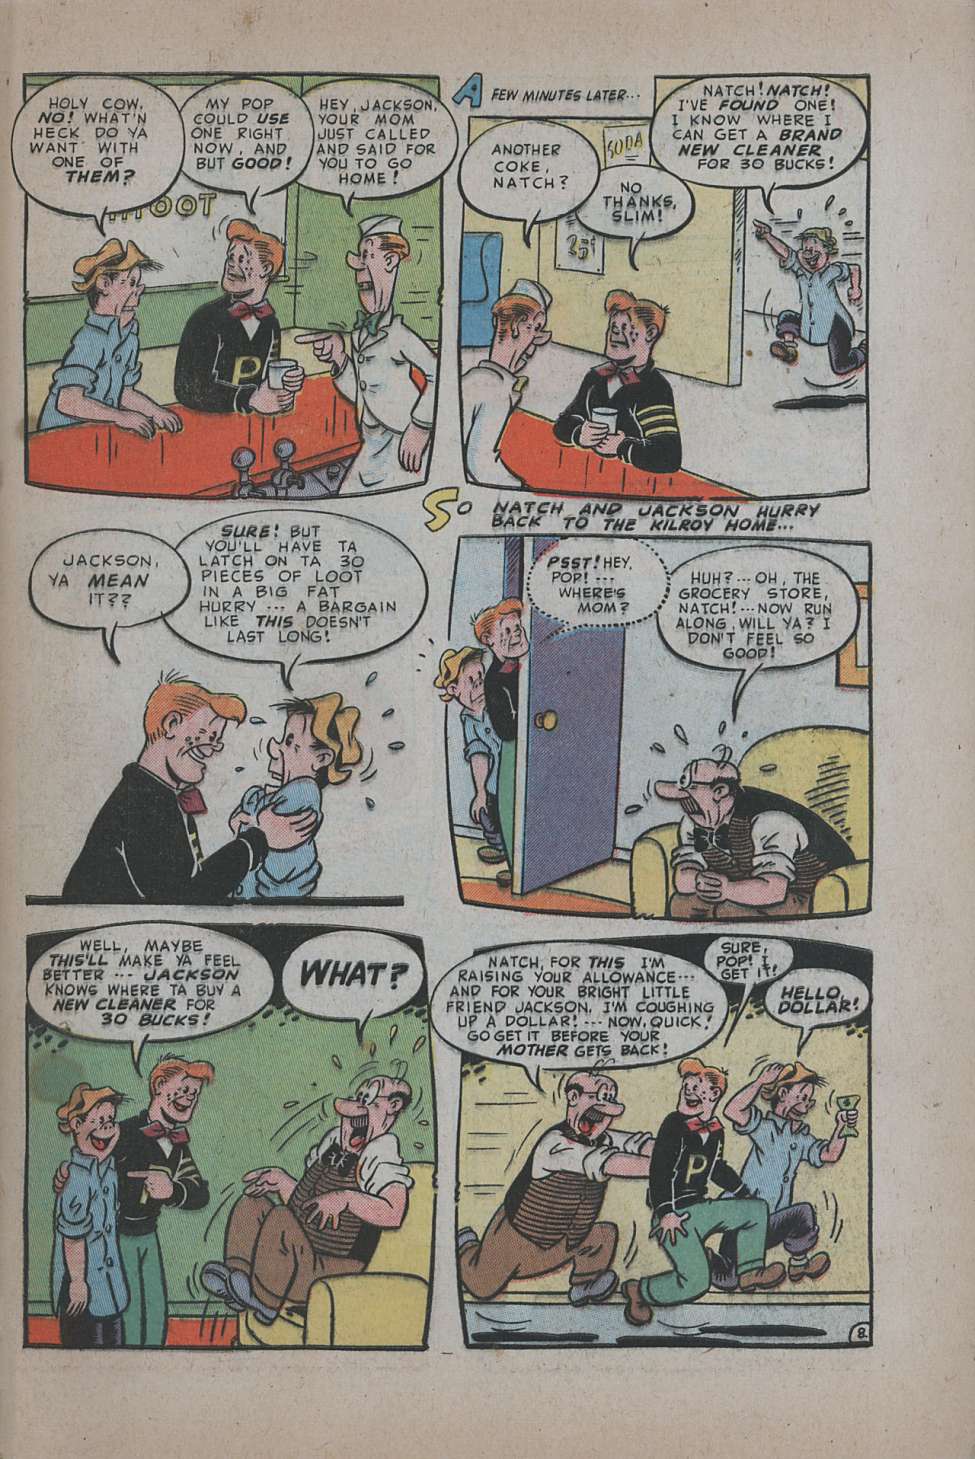 HOLY COW,
NO! WHAT'N
HECK DO YA
WANT WITH
ONE OF
THEM?
MY POP
COULD USE
ONE RIGHT
NOW, AND
BUT GOOD!
HEY, JACKSON,
YOUR MOM
JUST CALLED
AND SAID FOR
YOU TO GO
HOME!
P
A FEW MINUTES LATER...
ANOTHER
COKE,
NATCH?
SODA
25¢
NO
THANKS,
SLIM!
NATCH! NATCH!
I'VE FOUND ONE!
I KNOW WHERE I
CAN GET A BRAND
NEW CLEANER
FOR 30 BUCKS!
JACKSON,
YA MEAN
IT??
SURE! BUT
YOU'LL HAVE TA
LATCH ON TA 30
PIECES OF LOOT
IN A BIG FAT
HURRY --- A BARGAIN
LIKE THIS DOESN'T
LAST LONG!
SO NATCH AND JACKSON HURRY
BACK TO THE KILROY HOME...
PSST! HEY,
POP! ---
WHERE'S
MOM?
HUH? --- OH, THE
GROCERY STORE,
NATCH! --- NOW RUN
ALONG, WILL YA? I
DON'T FEEL SO
GOOD!
WELL, MAYBE
THIS'LL MAKE YA FEEL
BETTER --- JACKSON
KNOWS WHERE TA BUY A
NEW CLEANER FOR
30 BUCKS!
WHAT?
NATCH, FOR THIS I'M
RAISING YOUR ALLOWANCE ---
AND FOR YOUR BRIGHT LITTLE
FRIEND JACKSON, I'M COUGHING
UP A DOLLAR! --- NOW, QUICK!
GO GET IT BEFORE YOUR
MOTHER GETS BACK!
SURE,
POP! I
GET IT!
HELLO,
DOLLAR!
P
8